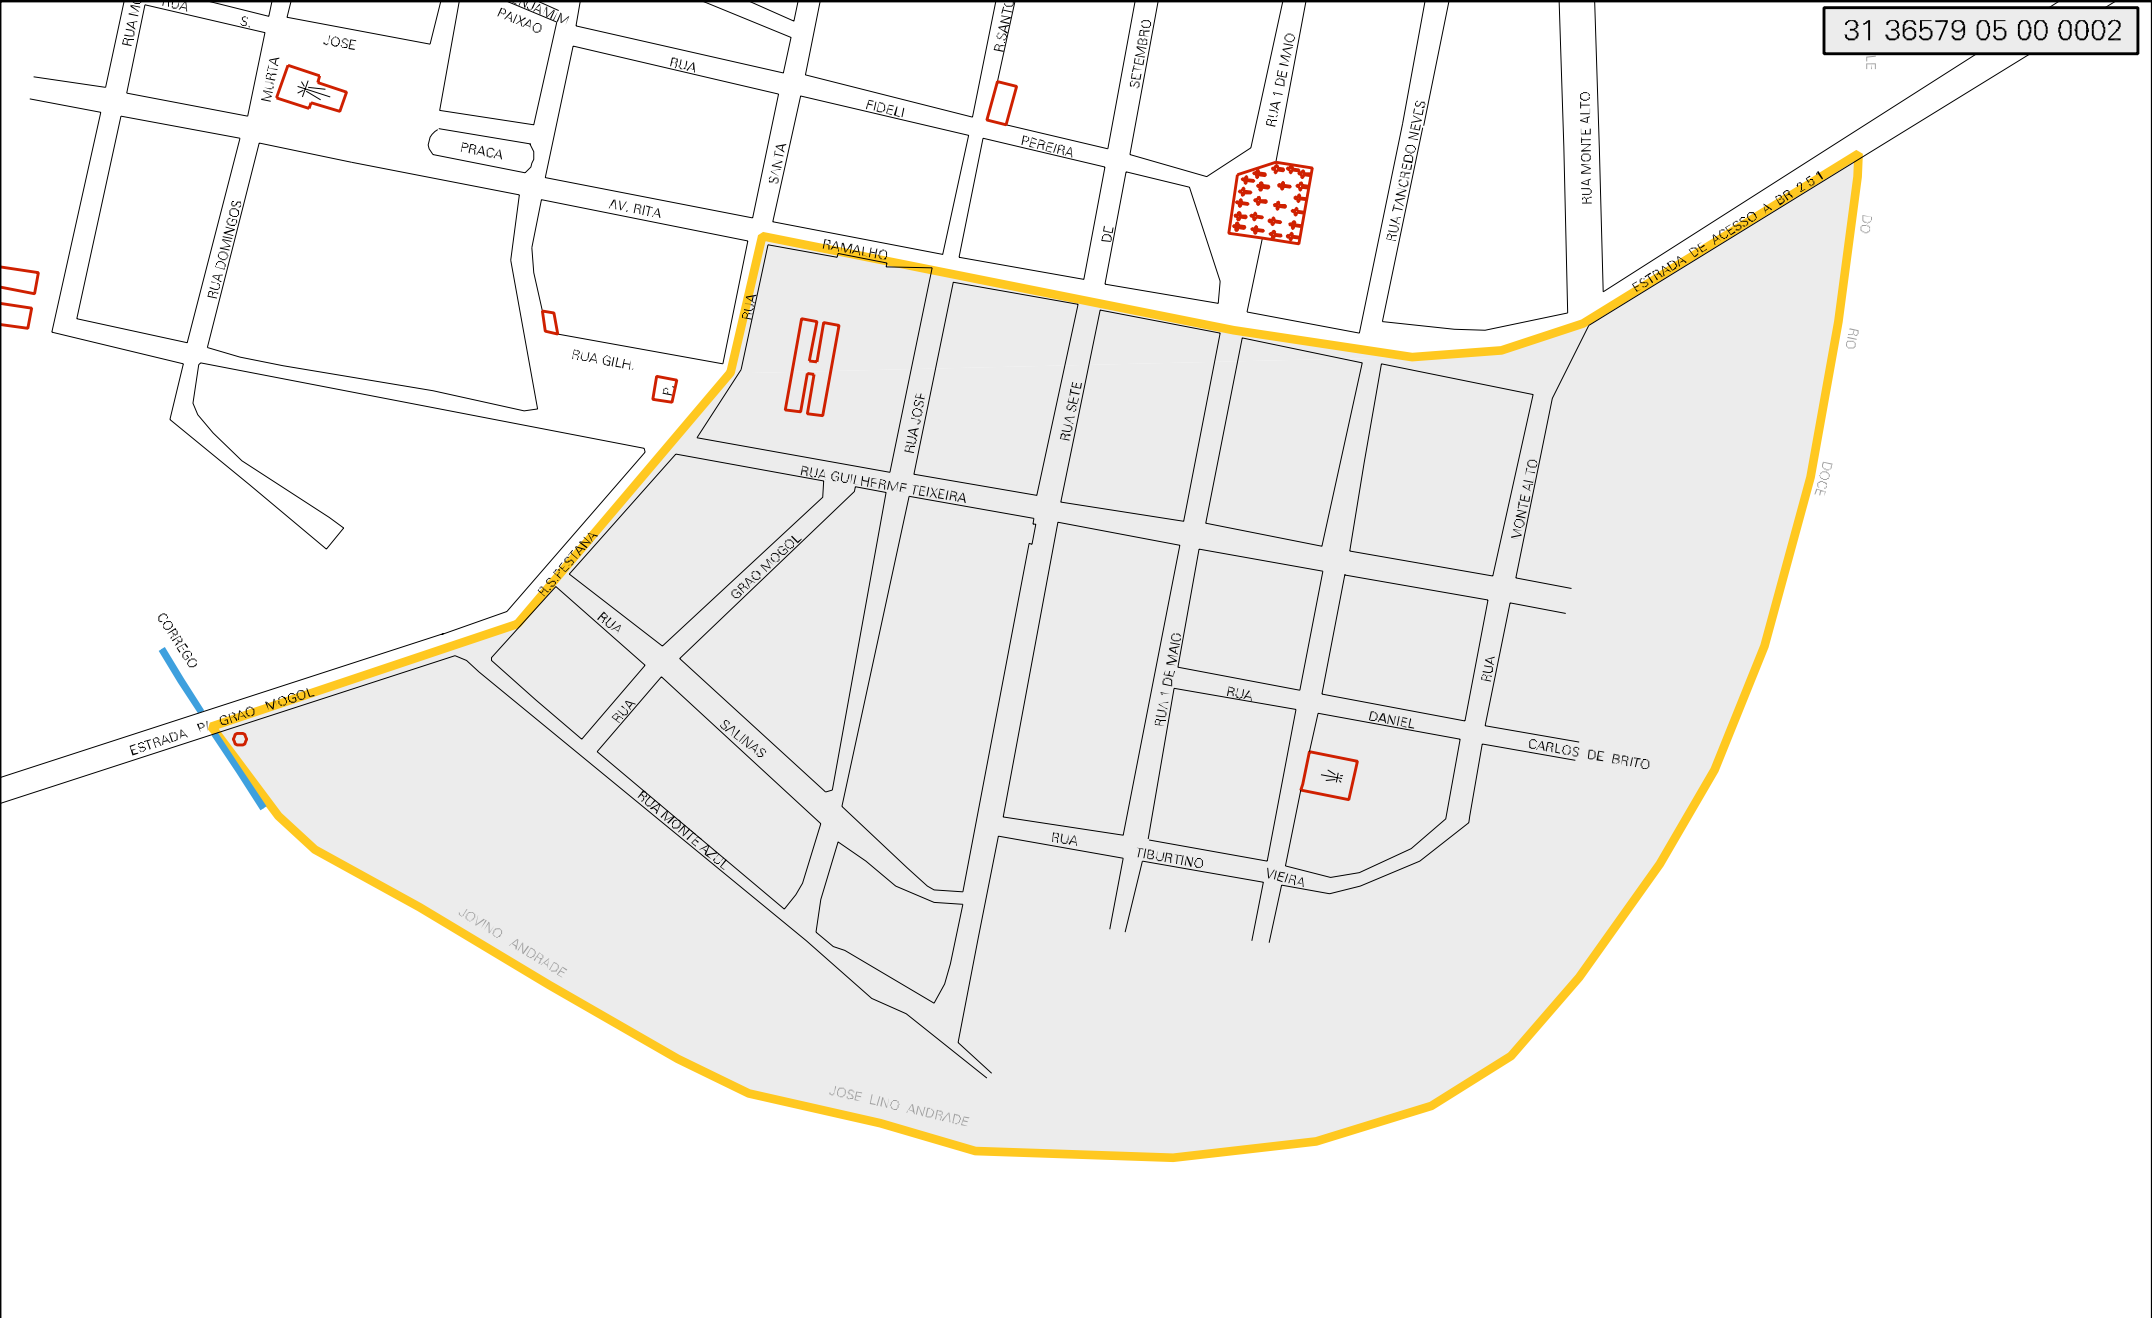 31 36579 05 00 0002
RUA
S.
JOSE
PAIXAO
R.SANTO
SETEMBRO
RUA 1 DE MAIO
RUA MONTE ALTO
MURTA
RUA
FIDELI
PEREIRA
RUA TANCREDO NEVES
PRACA
SANTA
AV. RITA
RUA DOMINGOS
DE
RAMALHO
ESTRADA DE ACESSO A BR 251
DO
RIO
DOCE
RUA
RUA GILH.
P.
RUA JOSE
RUA SETE
MONTE ALTO
RUA GUILHERME TEIXEIRA
R.S.PESTANA
GRAO MOGOL
CORREGO
RUA
RUA
SALINAS
RUA 1 DE MAIO
RUA
RUA
DANIEL
CARLOS DE BRITO
ESTRADA P/ GRAO MOGOL
RUA MONTE AZUL
RUA
TIBURTINO
VIEIRA
JOVINO ANDRADE
JOSE LINO ANDRADE